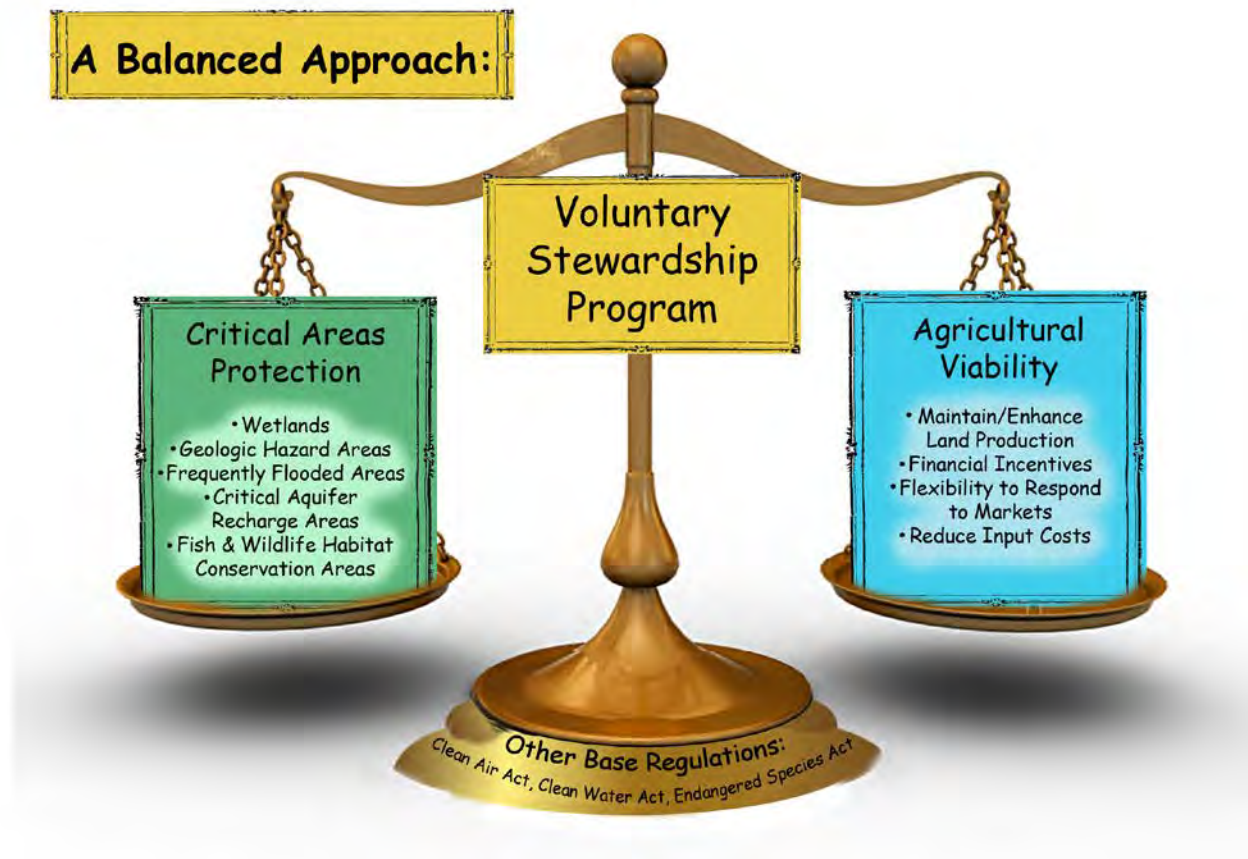 A Balanced Approach:
Voluntary
Stewardship
Program
Critical Areas
Protection
• Wetlands
• Geologic Hazard Areas
• Frequently Flooded Areas
• Critical Aquifer
Recharge Areas
• Fish & Wildlife Habitat
Conservation Areas
Agricultural
Viability
• Maintain/Enhance
Land Production
• Financial Incentives
• Flexibility to Respond
to Markets
• Reduce Input Costs
Other Base Regulations:
Clean Air Act, Clean Water Act, Endangered Species Act